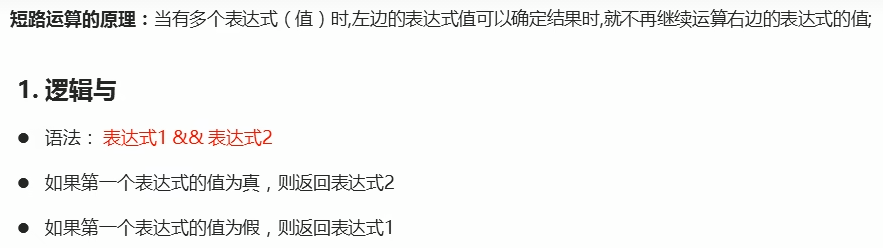 短路运算的原理：当有多个表达式（值）时,左边的表达式值可以确定结果时,就不再继续运算右边的表达式的值;
1. 逻辑与
● 语法： 表达式1 && 表达式2
● 如果第一个表达式的值为真，则返回表达式2
● 如果第一个表达式的值为假，则返回表达式1